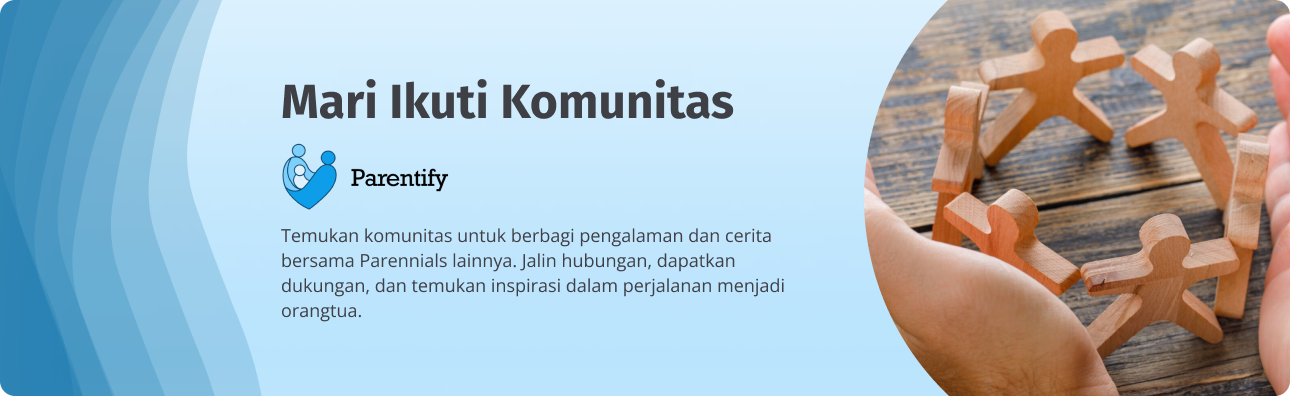 Mari Ikuti Komunitas
Parentify
Temukan komunitas untuk berbagi pengalaman dan cerita
bersama Parennials lainnya. Jalin hubungan, dapatkan
dukungan, dan temukan inspirasi dalam perjalanan menjadi
orangtua.